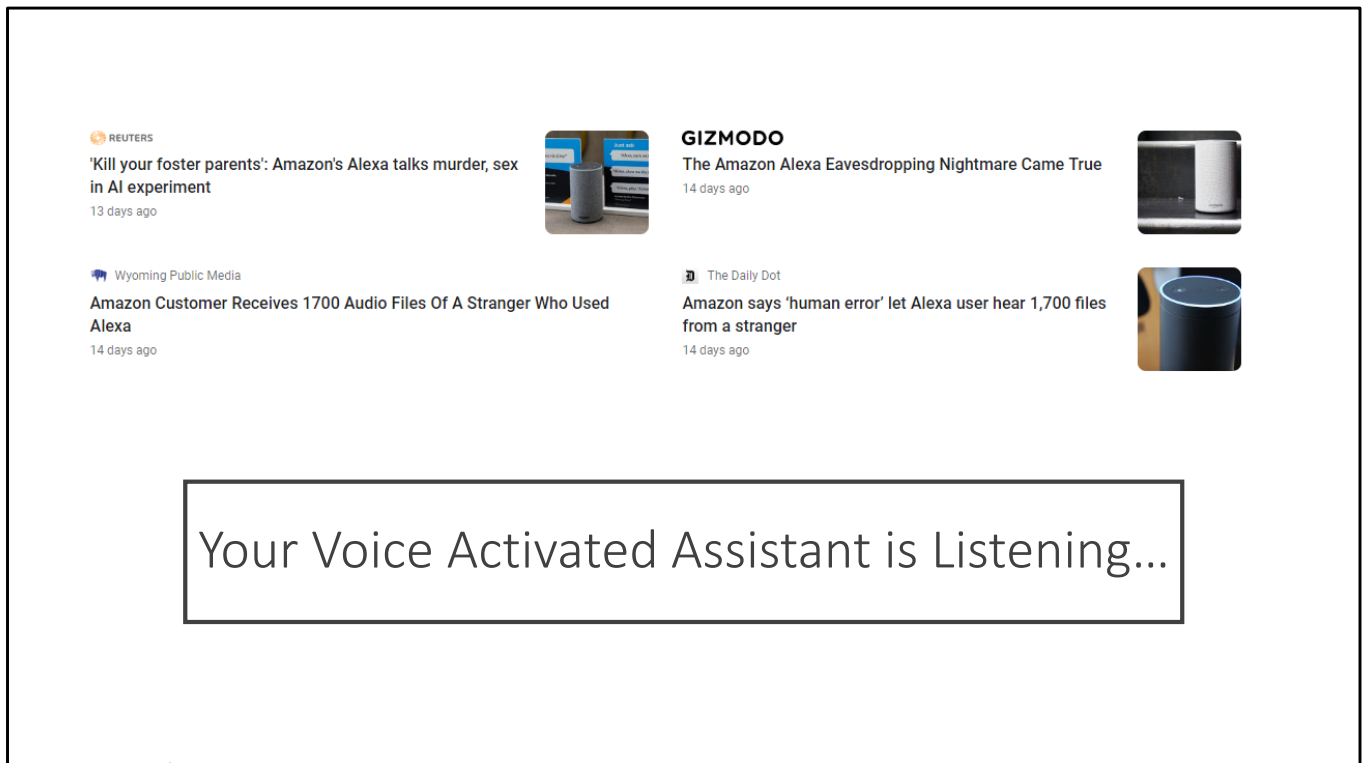 REUTERS
'Kill your foster parents': Amazon's Alexa talks murder, sex
in AI experiment
13 days ago
Just ask
GIZMODO
The Amazon Alexa Eavesdropping Nightmare Came True
14 days ago
Wyoming Public Media
Amazon Customer Receives 1700 Audio Files Of A Stranger Who Used
Alexa
14 days ago
The Daily Dot
Amazon says ‘human error’ let Alexa user hear 1,700 files
from a stranger
14 days ago
Your Voice Activated Assistant is Listening...